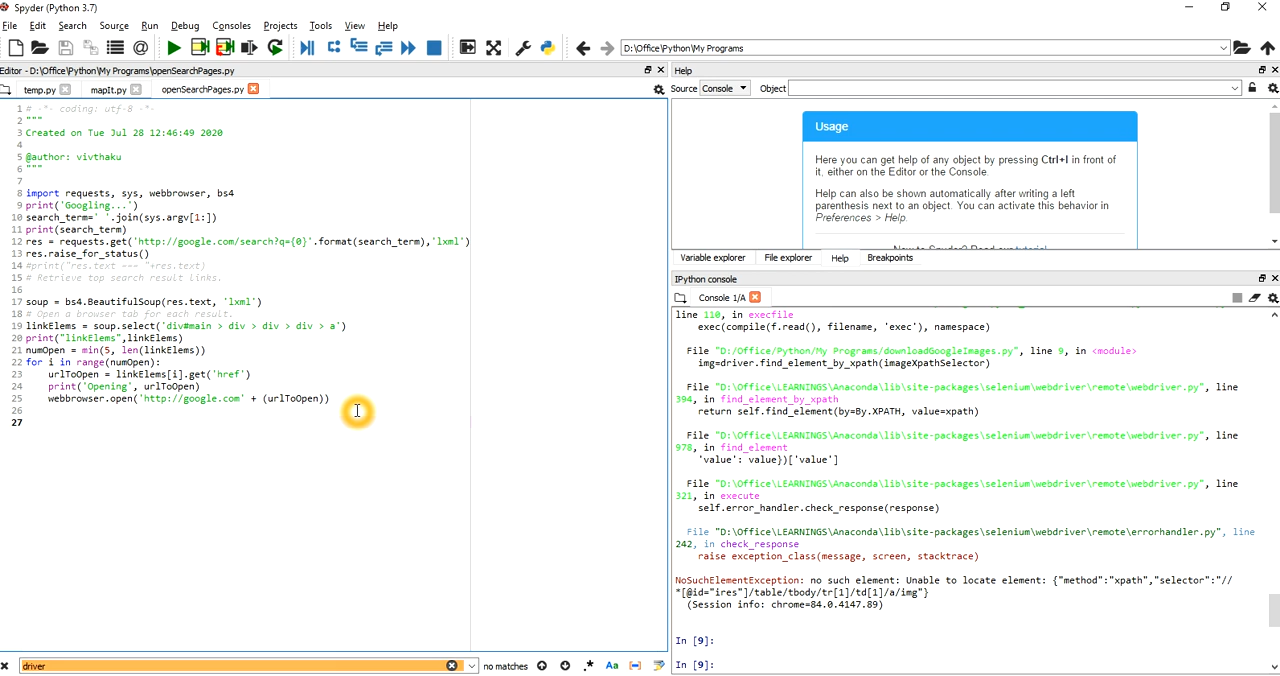 Spyder (Python 3.7)
File Edit Search Source Run Debug Consoles Projects Tools View Help
D:\Office\Python\My Programs
Editor - D:\Office\Python\My Programs\openSearchPages.py
temp.py mapIt.py openSearchPages.py
1 # -*- coding: utf-8 -*-
2 """
3 Created on Tue Jul 28 12:46:49 2020
4
5 @author: vivthaku
6 """
7
8 import requests, sys, webbrowser, bs4
9 print('Googling...')
10 search_term=' '.join(sys.argv[1:])
11 print(search_term)
12 res = requests.get('http://google.com/search?q={0}'.format(search_term),'lxml')
13 res.raise_for_status()
14 #print("res.text --- "+res.text)
15 # Retrieve top search result links.
16
17 soup = bs4.BeautifulSoup(res.text, 'lxml')
18 # Open a browser tab for each result.
19 linkElems = soup.select('div#main > div > div > div > a')
20 print("linkElems",linkElems)
21 numOpen = min(5, len(linkElems))
22 for i in range(numOpen):
23 urlToOpen = linkElems[i].get('href')
24 print('Opening', urlToOpen)
25 webbrowser.open('http://google.com' + (urlToOpen))
26
27
driver no matches .* Aa
Help
Source Console Object
Usage
Here you can get help of any object by pressing Ctrl+I in front of
it, either on the Editor or the Console.
Help can also be shown automatically after writing a left
parenthesis next to an object. You can activate this behavior in
Preferences > Help.
New to Spyder? Read our tutorial
Variable explorer File explorer Help Breakpoints
IPython console
Console 1/A
line 110, in execfile
exec(compile(f.read(), filename, 'exec'), namespace)
File "D:/Office/Python/My Programs/downloadGoogleImages.py", line 9, in <module>
img=driver.find_element_by_xpath(imageXpathSelector)
File "D:\Office\LEARNINGS\Anaconda\lib\site-packages\selenium\webdriver\remote\webdriver.py", line
394, in find_element_by_xpath
return self.find_element(by=By.XPATH, value=xpath)
File "D:\Office\LEARNINGS\Anaconda\lib\site-packages\selenium\webdriver\remote\webdriver.py", line
978, in find_element
'value': value})['value']
File "D:\Office\LEARNINGS\Anaconda\lib\site-packages\selenium\webdriver\remote\webdriver.py", line
321, in execute
self.error_handler.check_response(response)
File "D:\Office\LEARNINGS\Anaconda\lib\site-packages\selenium\webdriver\remote\errorhandler.py", line
242, in check_response
raise exception_class(message, screen, stacktrace)
NoSuchElementException: no such element: Unable to locate element: {"method":"xpath","selector":"//
*[@id="ires"]/table/tbody/tr[1]/td[1]/a/img"}
(Session info: chrome=84.0.4147.89)
In [9]:
In [9]: